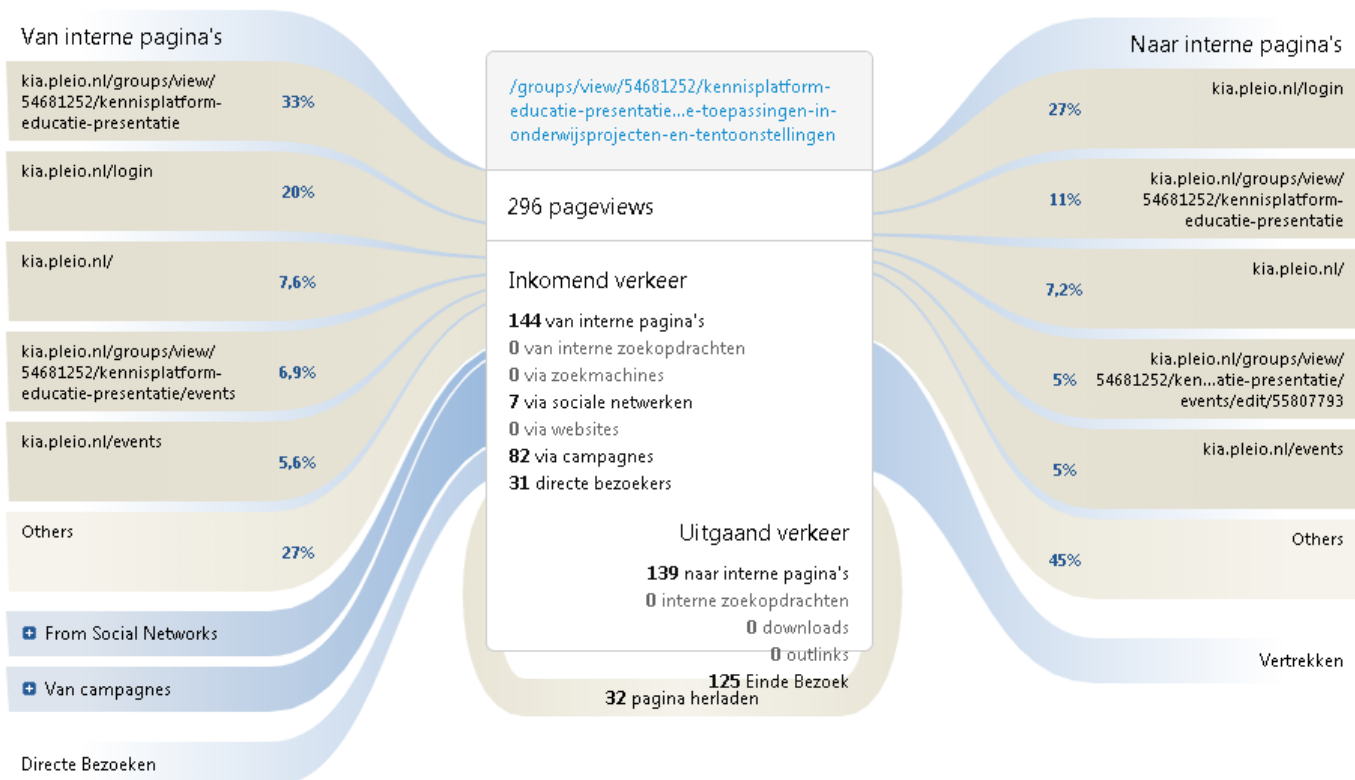 Van interne pagina's
kia.pleio.nl/groups/view/
54681252/kennisplatform-
educatie-presentatie
33%
kia.pleio.nl/login
20%
kia.pleio.nl/
7,6%
kia.pleio.nl/groups/view/
54681252/kennisplatform-
educatie-presentatie/events
6,9%
kia.pleio.nl/events
5,6%
Others
27%
From Social Networks
Van campagnes
Directe Bezoeken
/groups/view/54681252/kennisplatform-
educatie-presentatie...e-toepassingen-in-
onderwijsprojecten-en-tentoonstellingen
296 pageviews
Inkomend verkeer
144 van interne pagina's
0 van interne zoekopdrachten
0 via zoekmachines
7 via sociale netwerken
0 via websites
82 via campagnes
31 directe bezoekers
Uitgaand verkeer
139 naar interne pagina's
0 interne zoekopdrachten
0 downloads
0 outlinks
125 Einde Bezoek
32 pagina herladen
Naar interne pagina's
kia.pleio.nl/login
27%
kia.pleio.nl/groups/view/
54681252/kennisplatform-
educatie-presentatie
11%
kia.pleio.nl/
7,2%
kia.pleio.nl/groups/view/
54681252/ken...atie-presentatie/
events/edit/55807793
5%
kia.pleio.nl/events
5%
Others
45%
Vertrekken